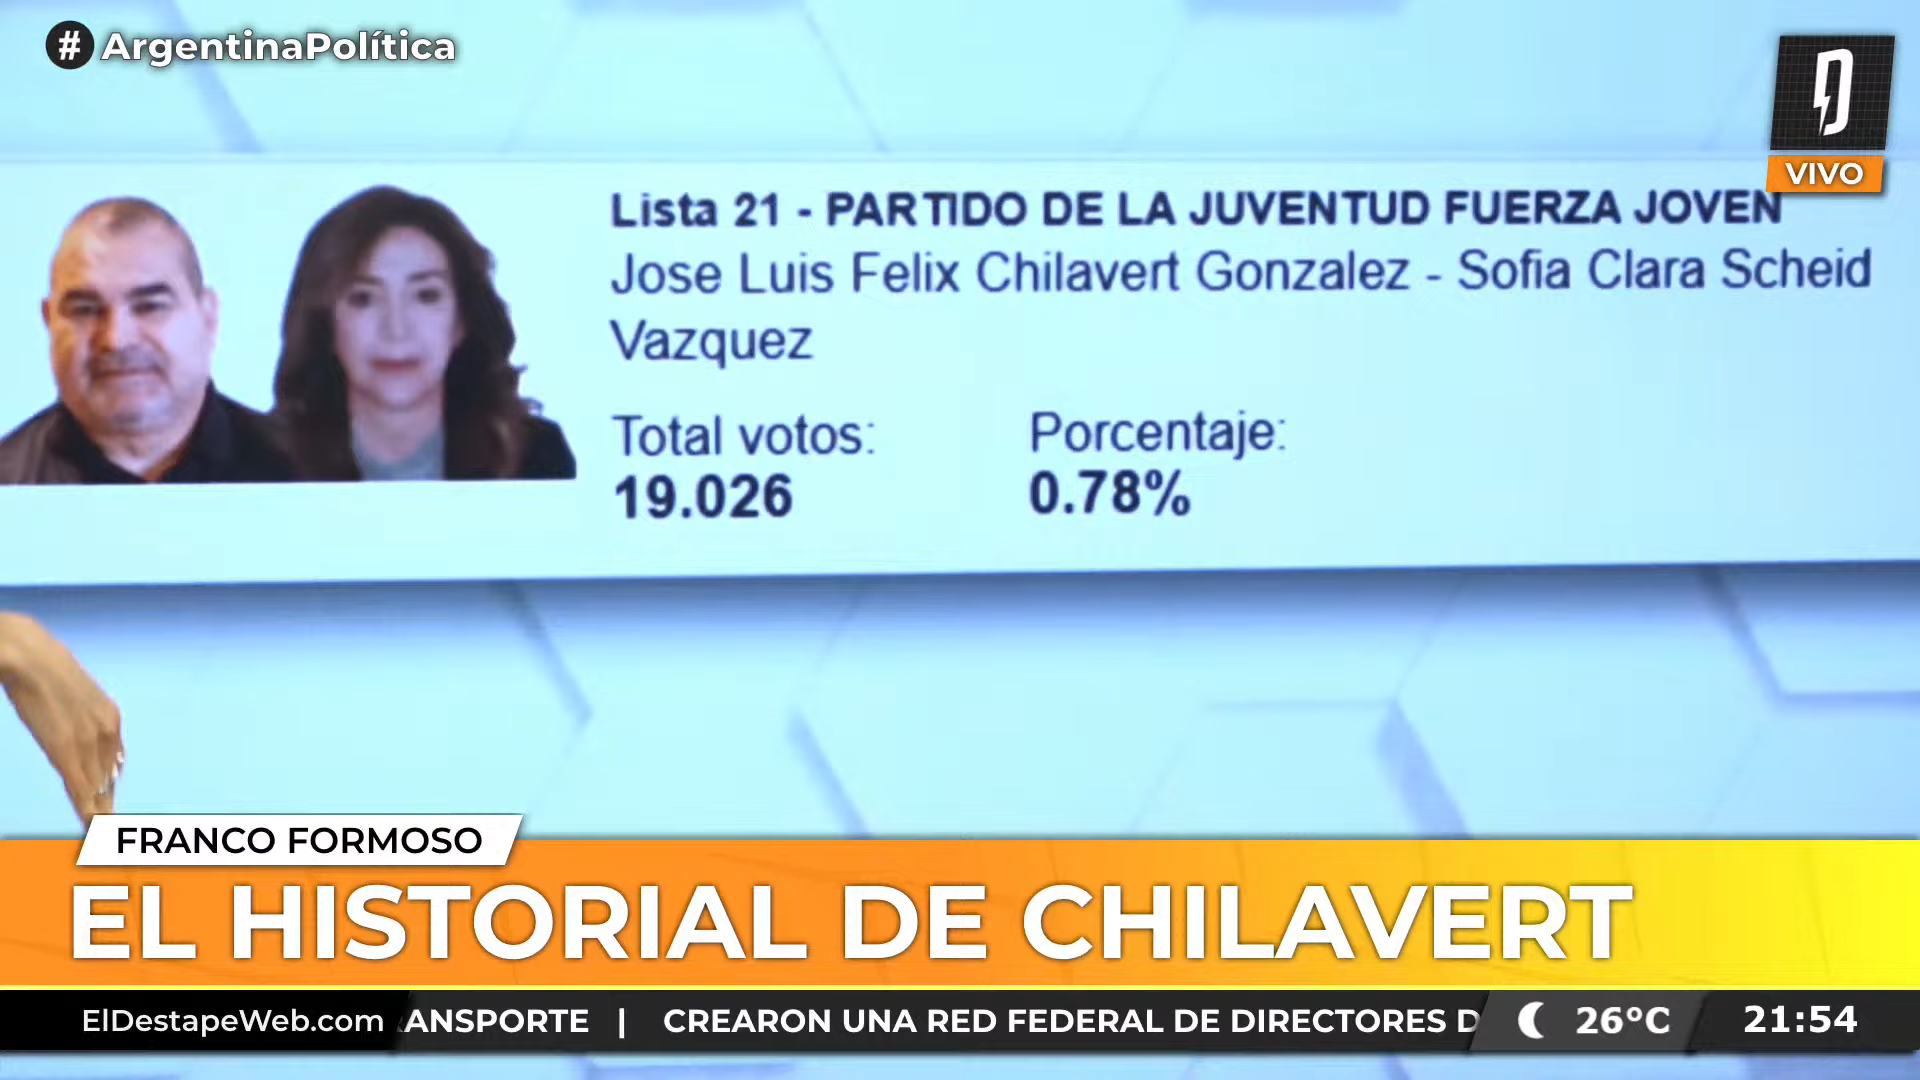 # ArgentinaPolítica
VIVO
Lista 21 - PARTIDO DE LA JUVENTUD FUERZA JOVEN
Jose Luis Felix Chilavert Gonzalez - Sofia Clara Scheid
Vazquez
Total votos: Porcentaje:
19.026 0.78%
FRANCO FORMOSO
EL HISTORIAL DE CHILAVERT
ElDestapeWeb.com ANSPORTE | CREARON UNA RED FEDERAL DE DIRECTORES D 26°C 21:54